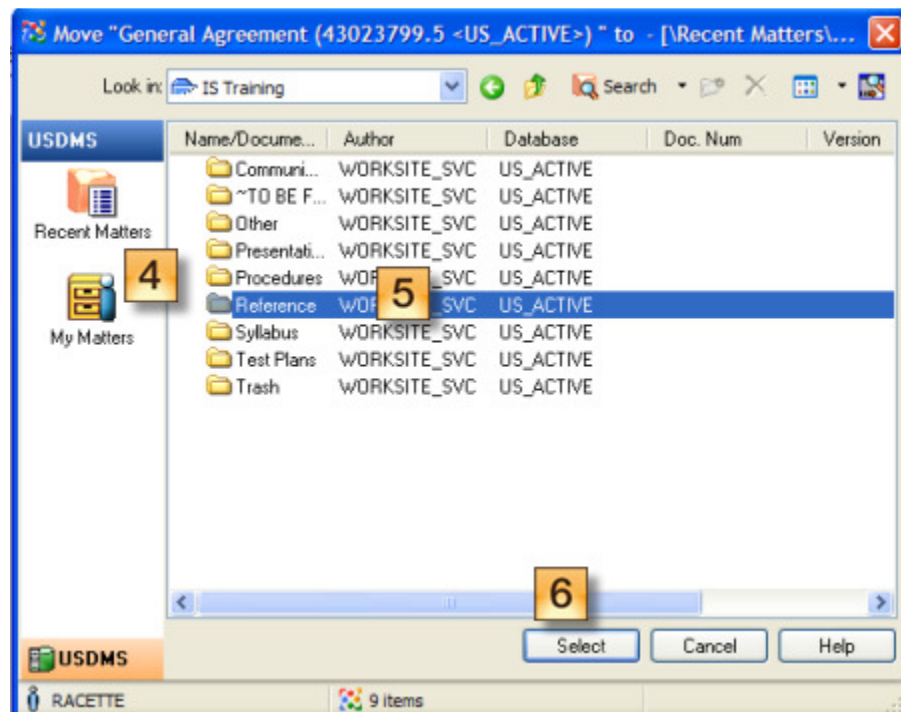 Move "General Agreement (43023799.5 <US_ACTIVE>) " to - [\Recent Matters\...
Look in: IS Training Search
USDMS
Name/Docume... Author Database Doc. Num Version
Communi... WORKSITE_SVC US_ACTIVE
~TO BE F... WORKSITE_SVC US_ACTIVE
Other WORKSITE_SVC US_ACTIVE
Presentati... WORKSITE_SVC US_ACTIVE
Procedures WORKSITE_SVC US_ACTIVE
Reference WOR 5 _SVC US_ACTIVE
Syllabus WORKSITE_SVC US_ACTIVE
Test Plans WORKSITE_SVC US_ACTIVE
Trash WORKSITE_SVC US_ACTIVE
Recent Matters
4
My Matters
6
Select Cancel Help
USDMS
RACETTE 9 items